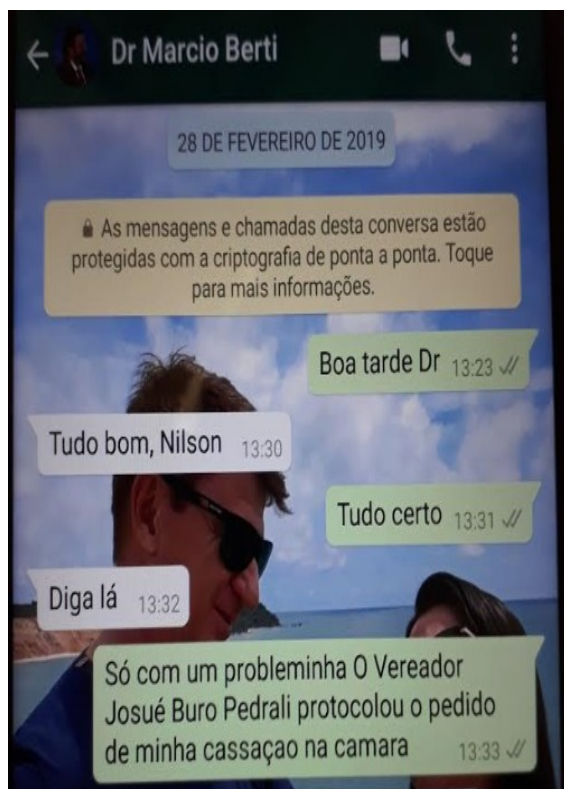 Dr Marcio Berti
28 DE FEVEREIRO DE 2019
As mensagens e chamadas desta conversa estão
protegidas com a criptografia de ponta a ponta. Toque
para mais informações.
Boa tarde Dr 13:23
Tudo bom, Nilson 13:30
Tudo certo 13:31
Diga lá 13:32
Só com um probleminha O Vereador
Josué Buro Pedrali protocolou o pedido
de minha cassaçao na camara 13:33